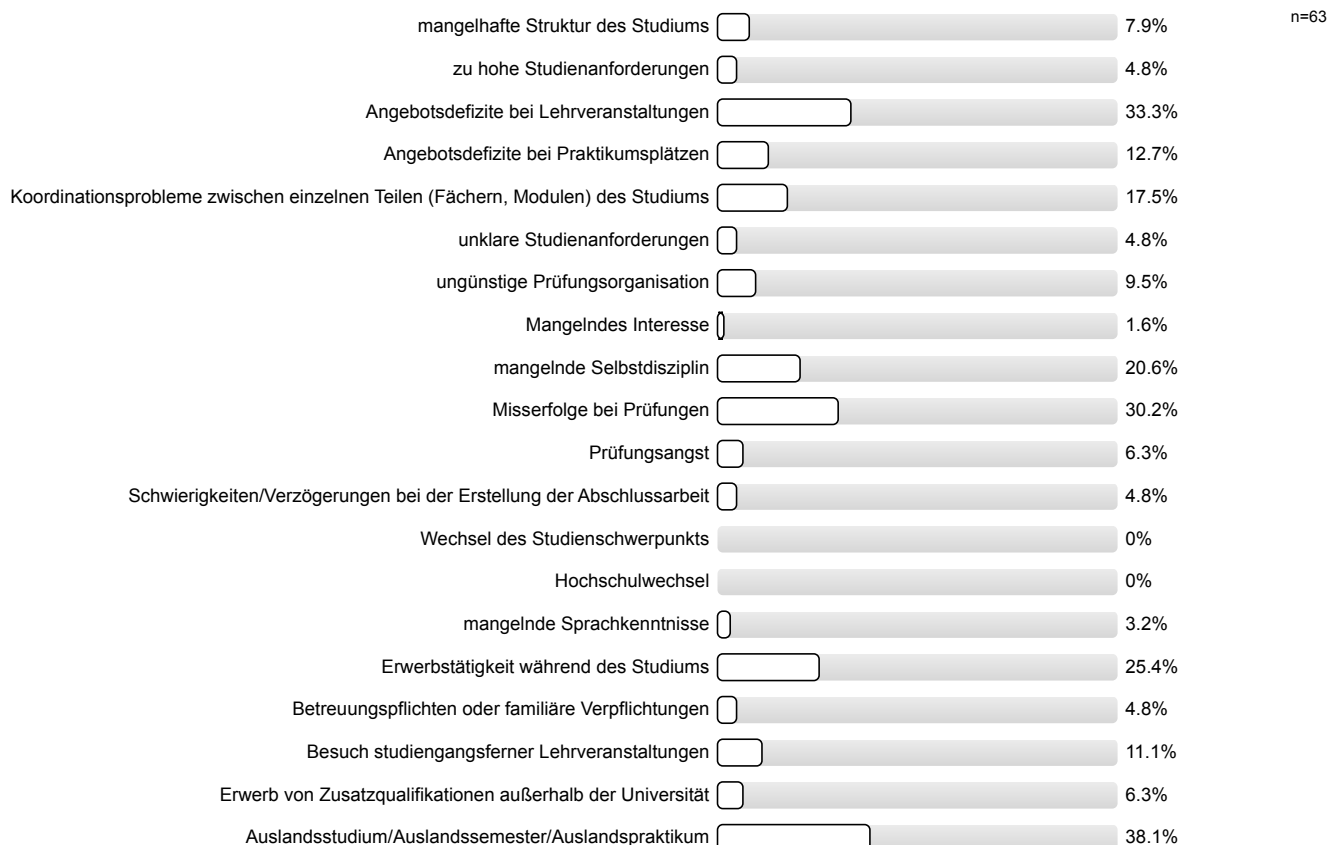 n=63
mangelhafte Struktur des Studiums 7.9%
zu hohe Studienanforderungen 4.8%
Angebotsdefizite bei Lehrveranstaltungen 33.3%
Angebotsdefizite bei Praktikumsplätzen 12.7%
Koordinationsprobleme zwischen einzelnen Teilen (Fächern, Modulen) des Studiums 17.5%
unklare Studienanforderungen 4.8%
ungünstige Prüfungsorganisation 9.5%
Mangelndes Interesse 1.6%
mangelnde Selbstdisziplin 20.6%
Misserfolge bei Prüfungen 30.2%
Prüfungsangst 6.3%
Schwierigkeiten/Verzögerungen bei der Erstellung der Abschlussarbeit 4.8%
Wechsel des Studienschwerpunkts 0%
Hochschulwechsel 0%
mangelnde Sprachkenntnisse 3.2%
Erwerbstätigkeit während des Studiums 25.4%
Betreuungspflichten oder familiäre Verpflichtungen 4.8%
Besuch studiengangsferner Lehrveranstaltungen 11.1%
Erwerb von Zusatzqualifikationen außerhalb der Universität 6.3%
Auslandsstudium/Auslandssemester/Auslandspraktikum 38.1%